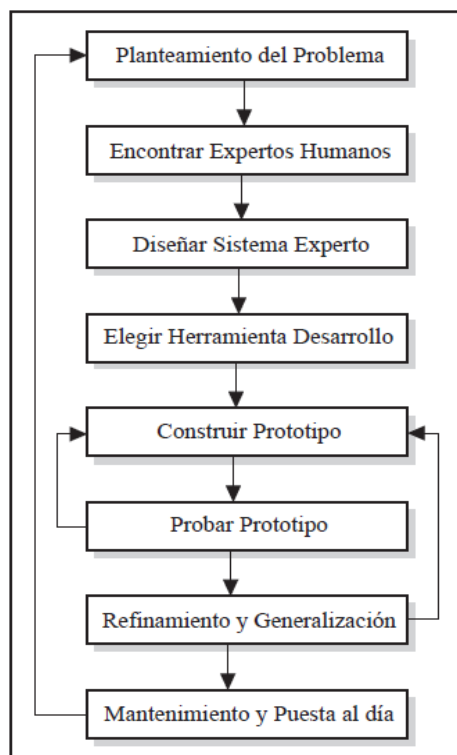 Planteamiento del Problema
Encontrar Expertos Humanos
Diseñar Sistema Experto
Elegir Herramienta Desarrollo
Construir Prototipo
Probar Prototipo
Refinamiento y Generalización
Mantenimiento y Puesta al día